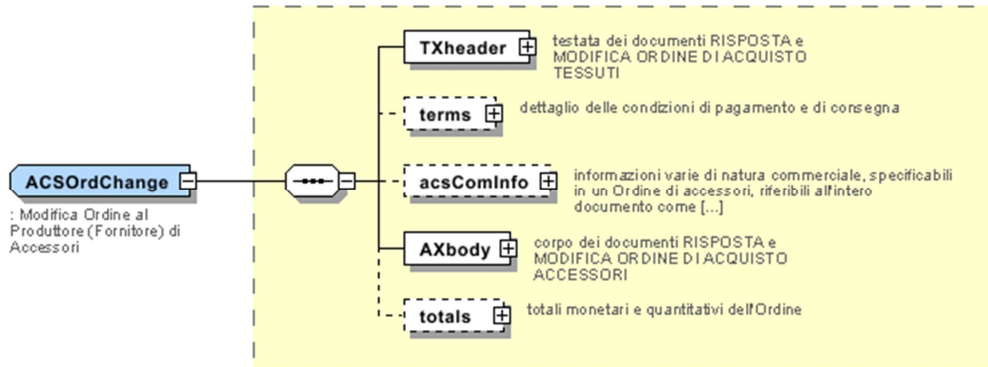 TXheader
testata dei documenti RISPOSTA e
MODIFICA ORDINE DI ACQUISTO
TESSUTI
terms
dettaglio delle condizioni di pagamento e di consegna
ACSOrdChange
: Modifica Ordine al
Produttore (Fornitore) di
Accessori
acsComInfo
informazioni varie di natura commerciale, specificabili
in un Ordine di accessori, riferibili all'intero
documento come [...]
AXbody
corpo dei documenti RISPOSTA e
MODIFICA ORDINE DI ACQUISTO
ACCESSORI
totals
totali monetari e quantitativi dell'Ordine